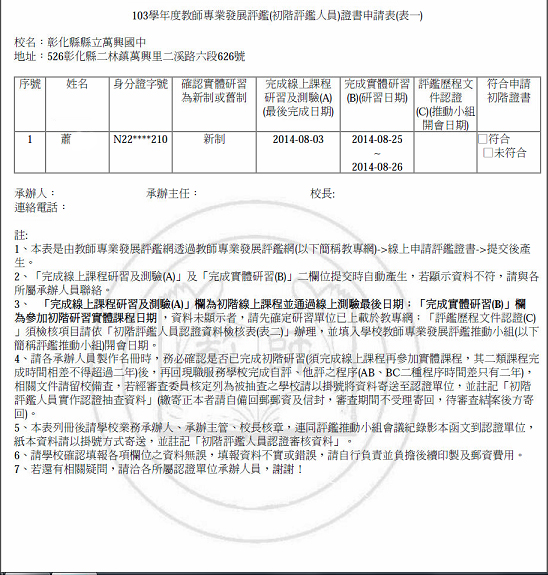 103學年度教師專業發展評鑑(初階評鑑人員)證書申請表(表一)
校名：彰化縣縣立萬興國中
地址：526彰化縣二林鎮萬興里二溪路六段626號
序號 姓名 身分證字號 確認實體研習為新制或舊制 完成線上課程研習及測驗(A)(最後完成日期) 完成實體研習(B)(研習日期) 評鑑歷程文件認證(C)(推動小組開會日期) 符合申請初階證書
1 蕭 N22****210 新制 2014-08-03 2014-08-25 ~ 2014-08-26 □符合 □未符合
承辦人： 承辦主任： 校長:
連絡電話：
註:
1、本表是由教師專業發展評鑑網透過教師專業發展評鑑網(以下簡稱教專網)->線上申請評鑑證書->提交後產
生。
2、「完成線上課程研習及測驗(A)」及「完成實體研習(B)」二欄位提交時自動產生，若顯示資料不符，請與各
所屬承辦人員聯絡。
3、 「完成線上課程研習及測驗(A)」欄為初階線上課程並通過線上測驗最後日期；「完成實體研習(B)」欄
為參加初階研習實體課程日期，資料未顯示者，請先確定研習單位已上載於教專網；「評鑑歷程文件認證(C)
」須檢核項目請依「初階評鑑人員認證資料檢核表(表二)」辦理，並填入學校教師專業發展評鑑推動小組(以下
簡稱評鑑推動小組)開會日期。
4、請各承辦人員製作名冊時，務必確認是否已完成初階研習(須完成線上課程再參加實體課程，其二類課程完
成時間相差不得超過二年)後，再回現職服務學校完成自評、他評之程序(AB、BC二種程序時間差只有二年)，
相關文件請留校備查，若經審查委員核定列為被抽查之學校請以掛號將資料寄送至認證單位，並註記「初階
評鑑人員實作認證抽查資料」(繳寄正本者請自備回郵郵資及信封，審查期間不受理寄回，待審查結案後方寄
回)。
5、本表列冊後請學校業務承辦人、承辦主管、校長核章，連同評鑑推動小組會議紀錄影本函文到認證單位，
紙本資料請以掛號方式寄送，並註記「初階評鑑人員認證審核資料」。
6、請學校確認填報各項欄位之資料無誤，填報資料不實或錯誤，請自行負責並負擔後續印製及郵資費用。
7、若還有相關疑問，請洽各所屬認證單位承辦人員，謝謝！